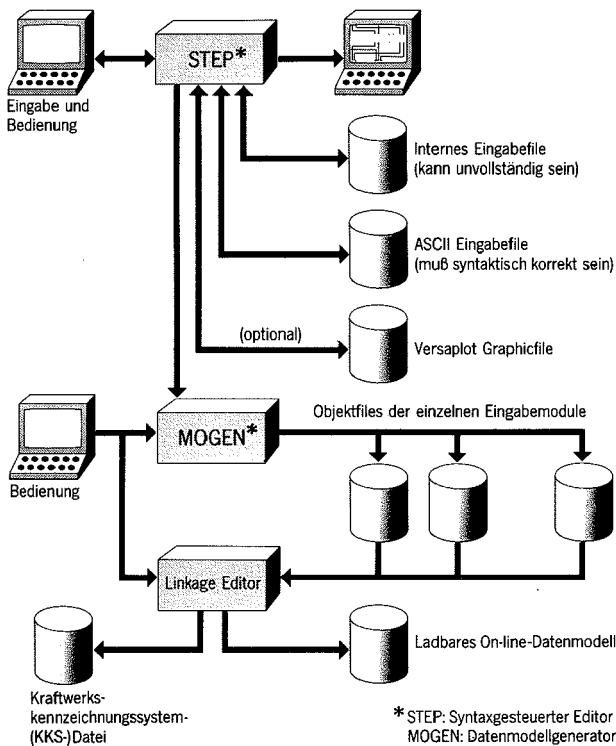 STEP*
Eingabe und
Bedienung
Internes Eingabefile
(kann unvollständig sein)
ASCII Eingabefile
(muß syntaktisch korrekt sein)
(optional)
Versaplot Graphicfile
Objektfiles der einzelnen Eingabemodule
MOGEN*
Bedienung
Linkage Editor
Ladbares On-line-Datenmodell
Kraftwerks-
kennzeichnungssystem-
(KKS-)Datei
* STEP: Syntaxgesteuerter Editor
MOGEN: Datenmodellgenerator